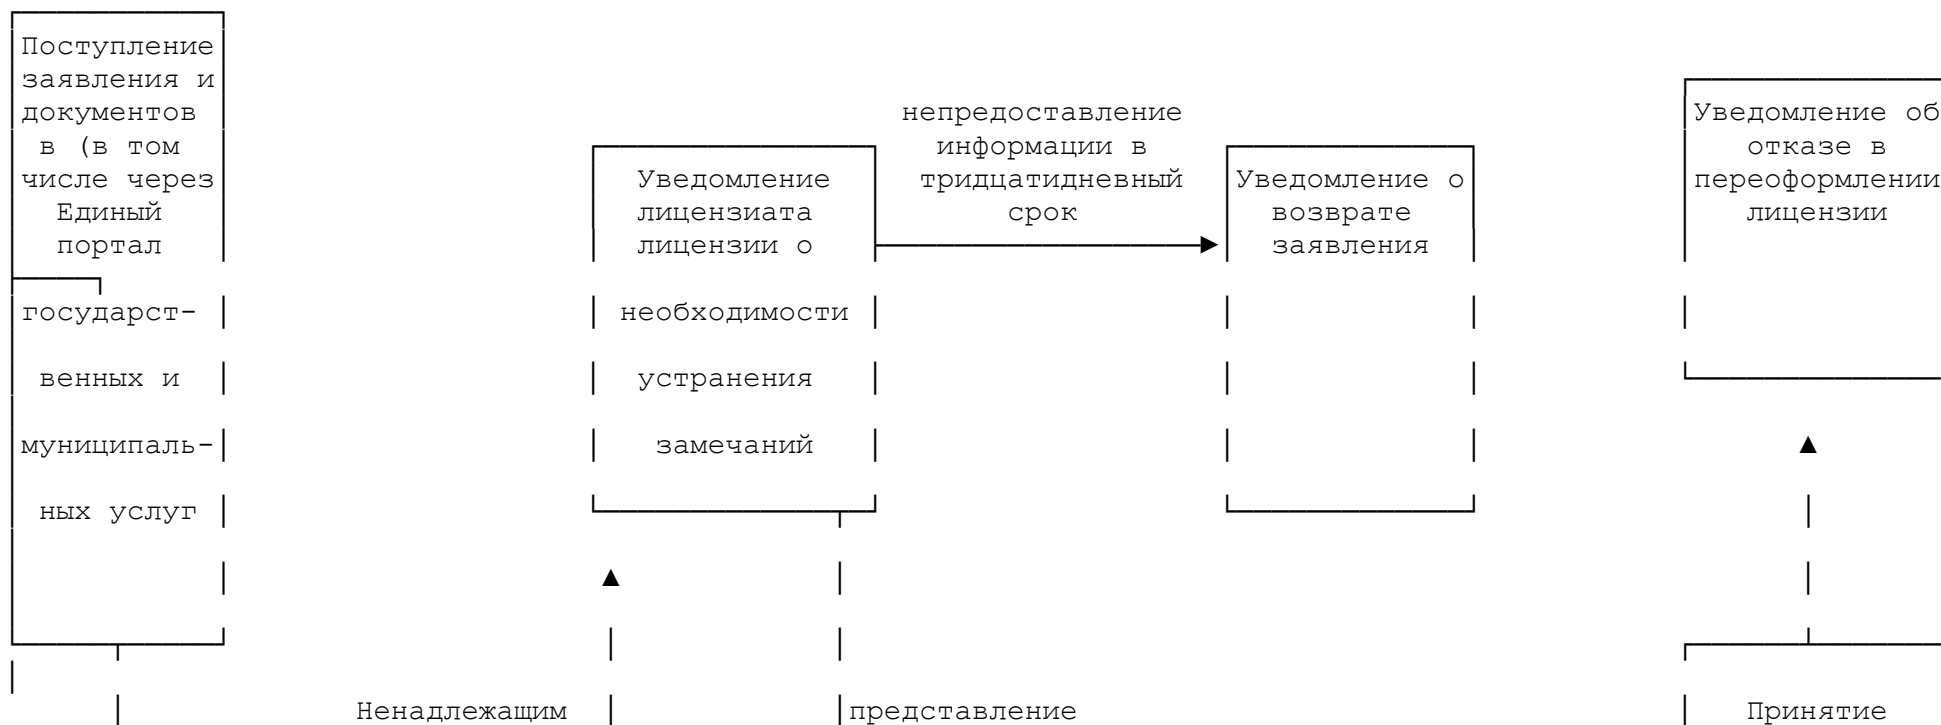 Поступление
заявления и
документов
в (в том
числе через
Единый
портал
государст-
венных и
муниципаль-
ных услуг
Уведомление
лицензиата
лицензии о
необходимости
устранения
замечаний
непредоставление
информации в
тридцатидневный
срок
Уведомление о
возврате
заявления
Уведомление об
отказе в
переоформлении
лицензии
Ненадлежащим
представление
Принятие